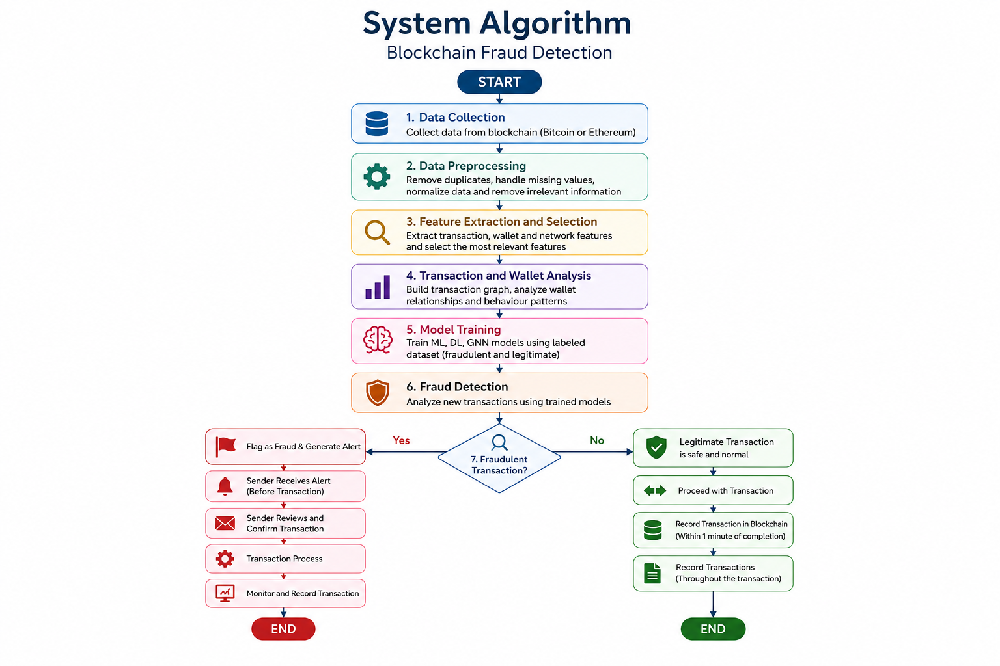 System Algorithm
Blockchain Fraud Detection
START
1. Data Collection
Collect data from blockchain (Bitcoin or Ethereum)
2. Data Preprocessing
Remove duplicates, handle missing values,
normalize data and remove irrelevant information
3. Feature Extraction and Selection
Extract transaction, wallet and network features
and select the most relevant features
4. Transaction and Wallet Analysis
Build transaction graph, analyze wallet
relationships and behaviour patterns
5. Model Training
Train ML, DL, GNN models using labeled
dataset (fraudulent and legitimate)
6. Fraud Detection
Analyze new transactions using trained models
7. Fraudulent
Transaction?
Yes
Flag as Fraud & Generate Alert
Sender Receives Alert
(Before Transaction)
Sender Reviews and
Confirm Transaction
Transaction Process
Monitor and Record Transaction
END
No
Legitimate Transaction
is safe and normal
Proceed with Transaction
Record Transaction in Blockchain
(Within 1 minute of completion)
Record Transactions
(Throughout the transaction)
END